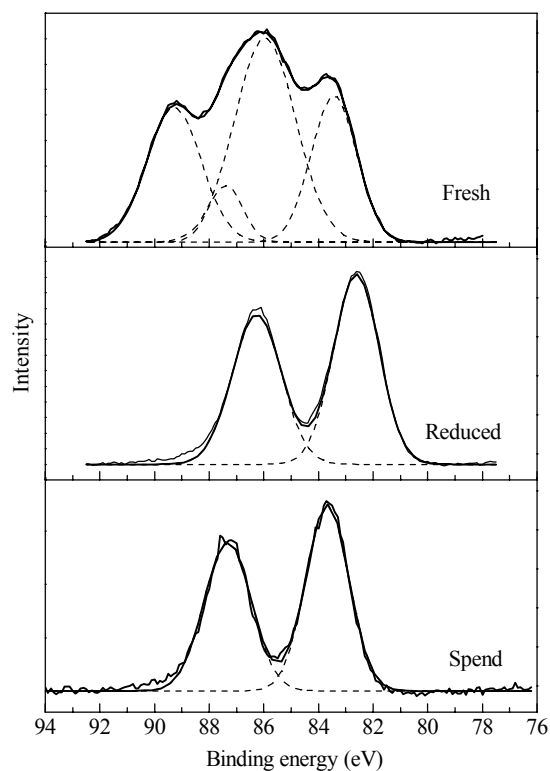 Fresh
Reduced
Spend
Intensity
94 92 90 88 86 84 82 80 78 76
Binding energy (eV)